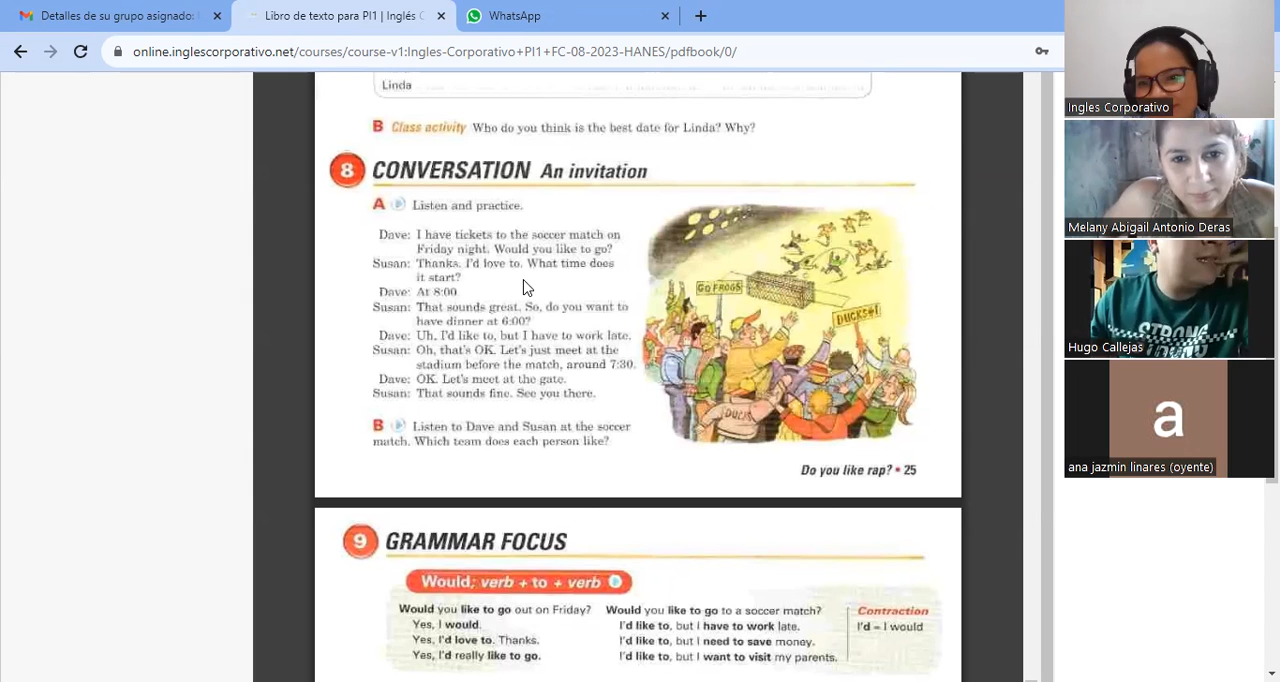 Detalles de su grupo asignado:
Libro de texto para PI1 | Inglés C
WhatsApp
online.inglescorporativo.net/courses/course-v1:Ingles-Corporativo+PI1+FC-08-2023-HANES/pdfbook/0/
Linda
B Class activity Who do you think is the best date for Linda? Why?
8 CONVERSATION An invitation
A Listen and practice.
Dave: I have tickets to the soccer match on
Friday night. Would you like to go?
Susan: Thanks. I'd love to. What time does
it start?
Dave: At 8:00
Susan: That sounds great. So, do you want to
have dinner at 6:00?
Dave: I'd like to, but I have to work late.
Susan: Oh, that's OK. Let's just meet at the
stadium before the match, around 7:30.
Dave: OK. Let's meet at the gate.
Susan: That sounds fine. See you there.
GO FROGS
DUCKS#1
DUCKS
B Listen to Dave and Susan at the soccer
match. Which team does each person like?
Do you like rap? • 25
9 GRAMMAR FOCUS
Would; verb + to + verb
Would you like to go out on Friday?
Yes, I would.
Yes, I'd love to. Thanks.
Yes, I'd really like to go.
Would you like to go to a soccer match?
I'd like to, but I have to work late.
I'd like to, but I need to save money.
I'd like to, but I want to visit my parents.
Contraction
I'd = I would
Ingles Corporativo
Melany Abigail Antonio Deras
STRONG
Hugo Callejas
a
ana jazmin linares (oyente)